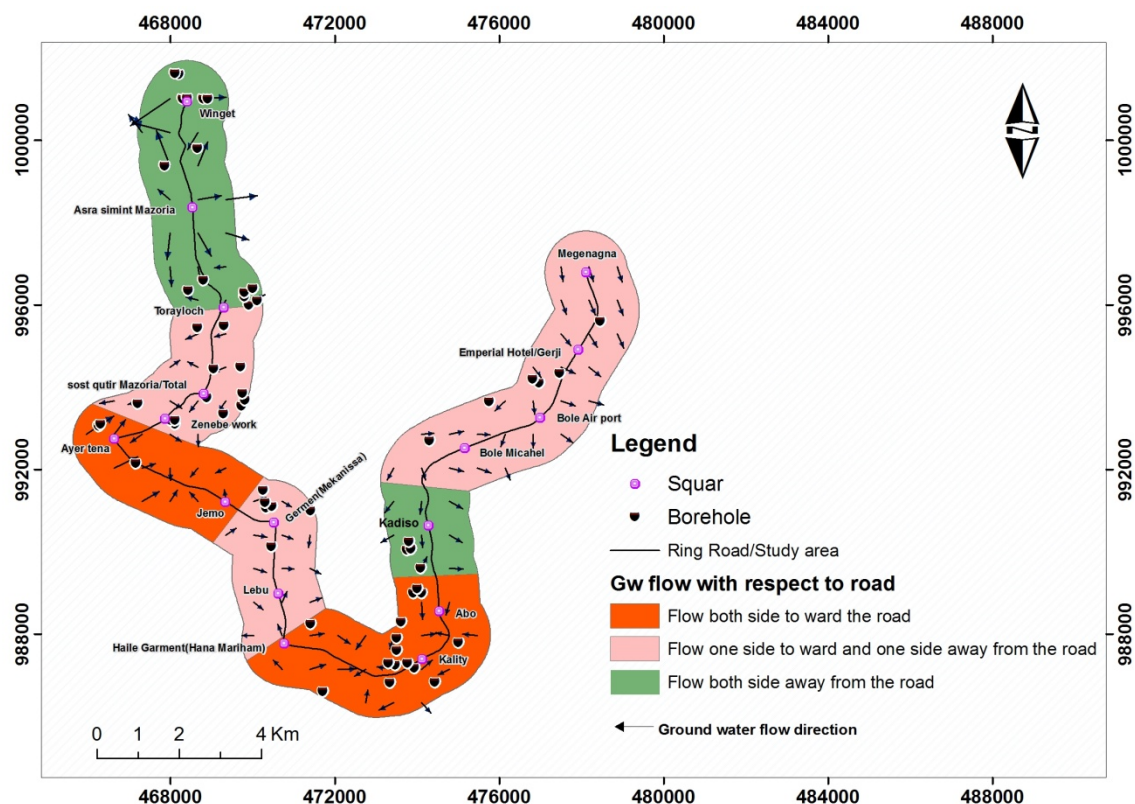 468000 472000 476000 480000 484000 488000
1000000
996000
992000
988000
1000000
996000
992000
988000
N
Winget
Asra simint Mazoria
Torayloch
sost qutir Mazoria/Total
Zenebe work
Ayer tena
Jemo
Germen(Mekanissa)
Lebu
Halle Garment(Hana Mariham)
Kality
Abo
Kadiso
Bole Micahel
Bole Air port
Emperial Hotel/Gerji
Megenagna
Legend
Squar
Borehole
Ring Road/Study area
Gw flow with respect to road
Flow both side to ward the road
Flow one side to ward and one side away from the road
Flow both side away from the road
Ground water flow direction
0 1 2 4 Km
468000 472000 476000 480000 484000 488000